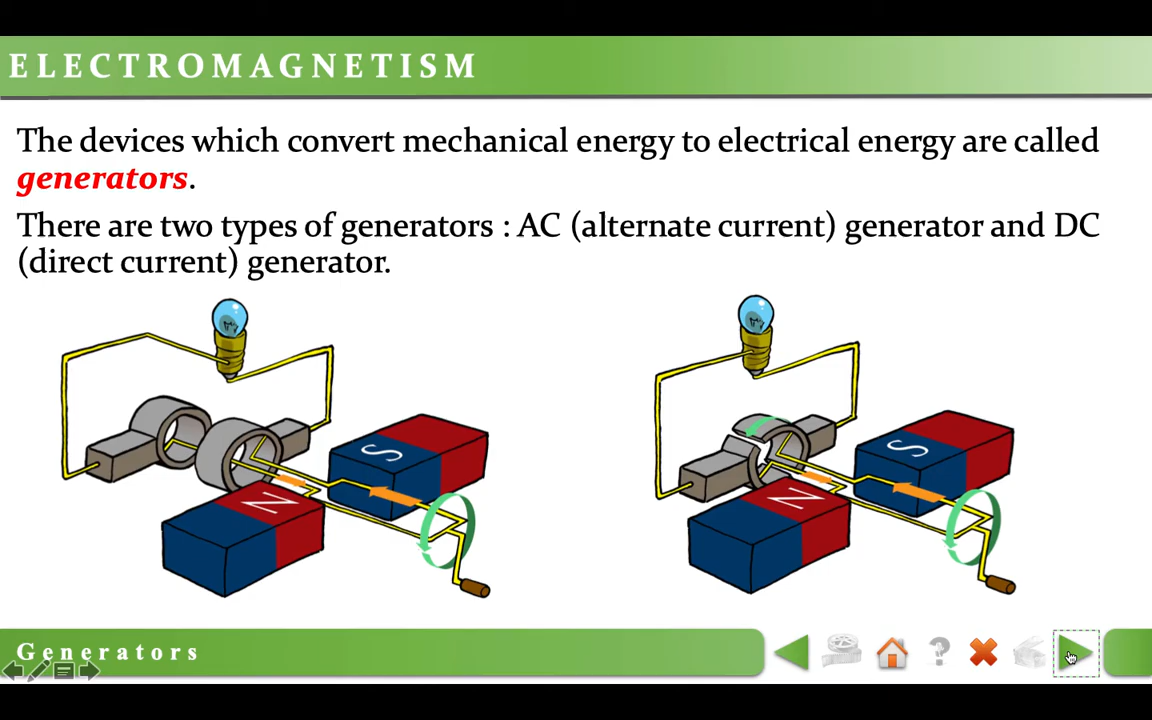 ELECTROMAGNETISM
The devices which convert mechanical energy to electrical energy are called
generators.
There are two types of generators : AC (alternate current) generator and DC
(direct current) generator.
S
N
S
N
Generators